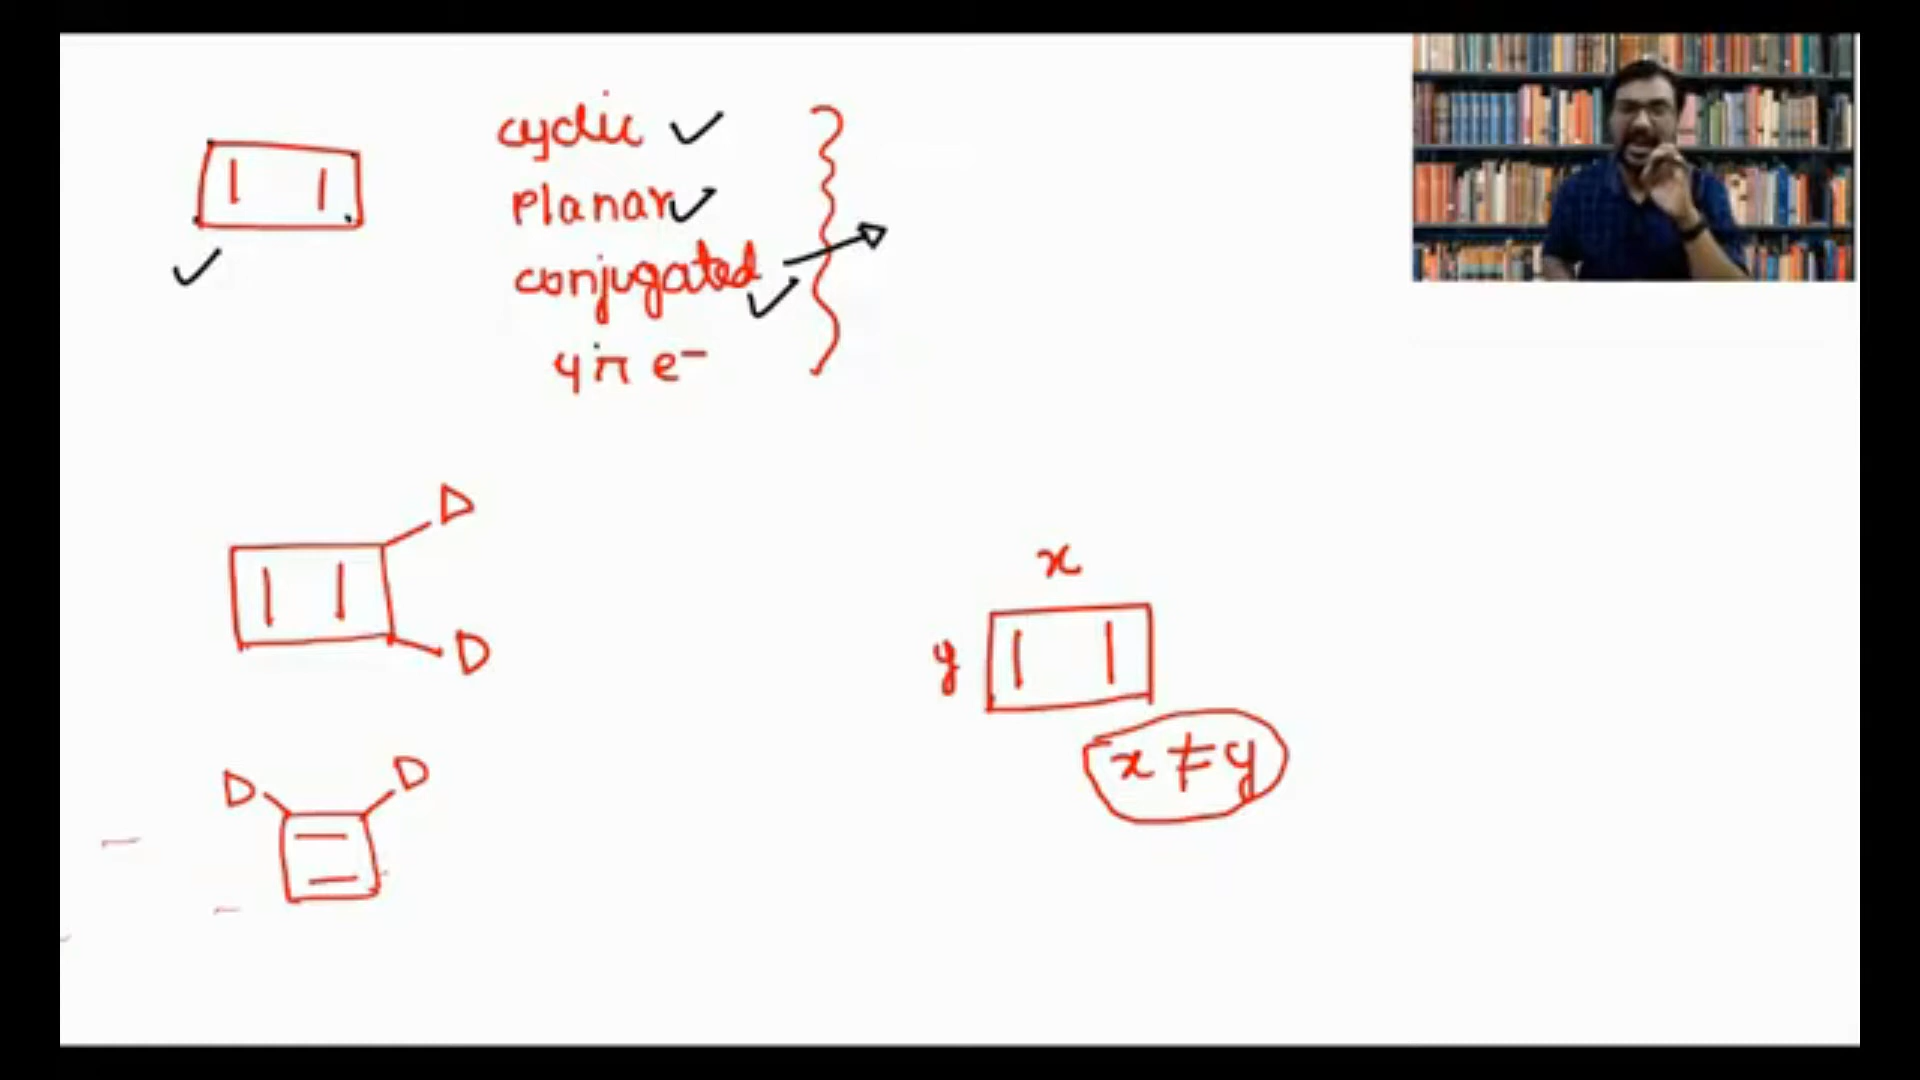 cyclic
planar
conjugated
4π e⁻
D
D
x
y
x ≠ y
D D